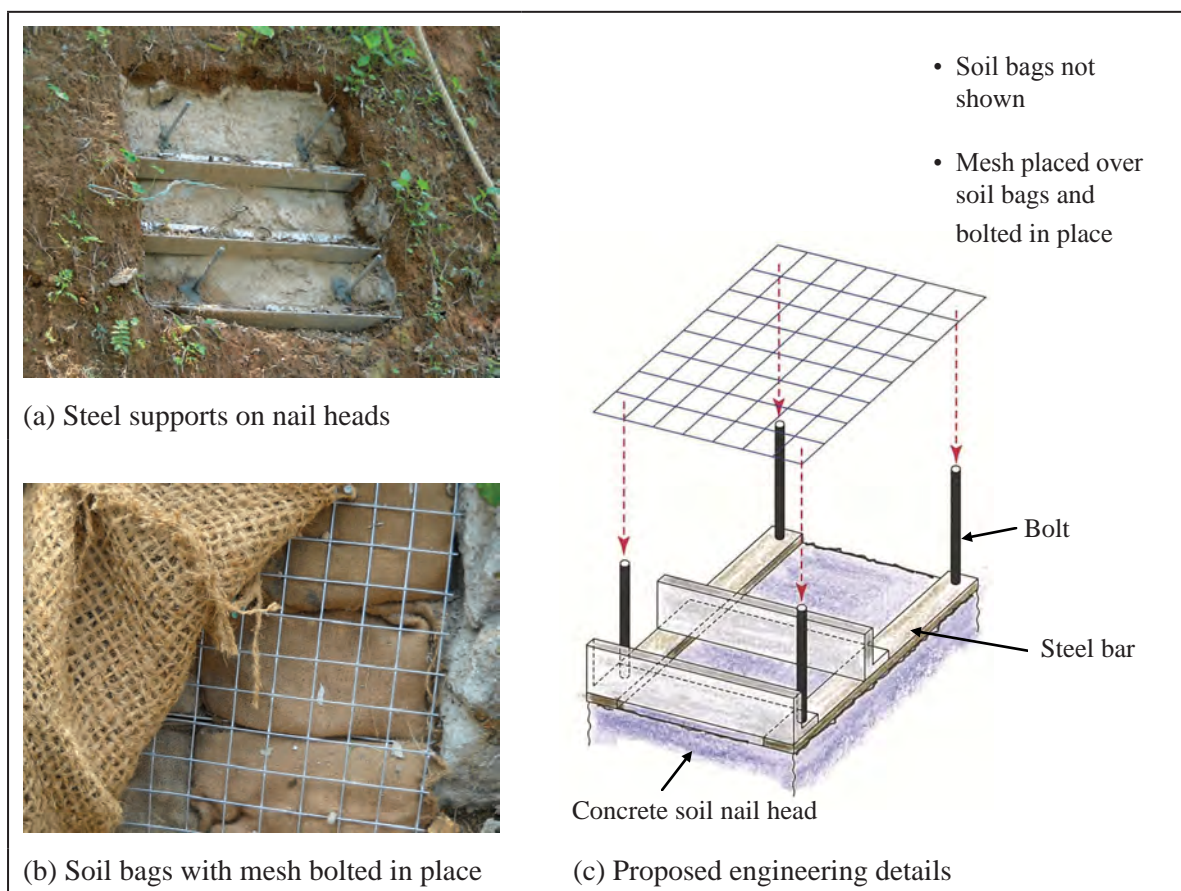 • Soil bags not
shown
• Mesh placed over
soil bags and
bolted in place
(a) Steel supports on nail heads
Bolt
Steel bar
Concrete soil nail head
(b) Soil bags with mesh bolted in place
(c) Proposed engineering details